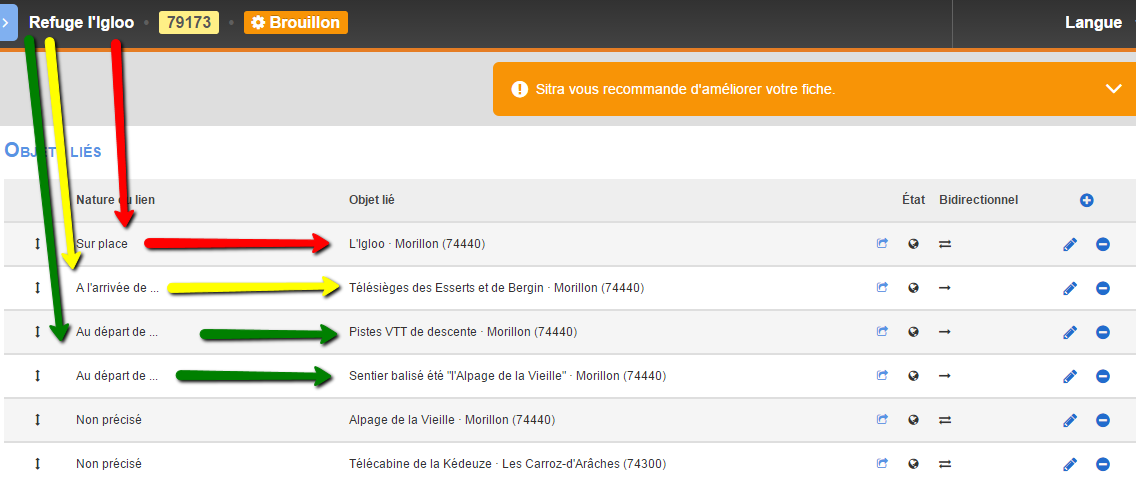 Refuge l'Igloo • 79173 • Brouillon Langue
Sitra vous recommande d'améliorer votre fiche.
Objets liés
Nature du lien Objet lié État Bidirectionnel
Sur place L'Igloo · Morillon (74440)
A l'arrivée de ... Télésièges des Esserts et de Bergin · Morillon (74440)
Au départ de ... Pistes VTT de descente · Morillon (74440)
Au départ de ... Sentier balisé été "l'Alpage de la Vieille" · Morillon (74440)
Non précisé Alpage de la Vieille · Morillon (74440)
Non précisé Télécabine de la Kédeuze · Les Carroz-d'Arâches (74300)